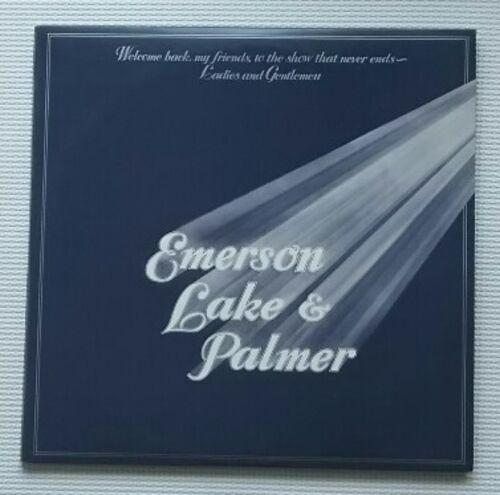 Welcome back, my friends, to the show that never ends~
Ladies and Gentlemen
Emerson
Lake &
Palmer